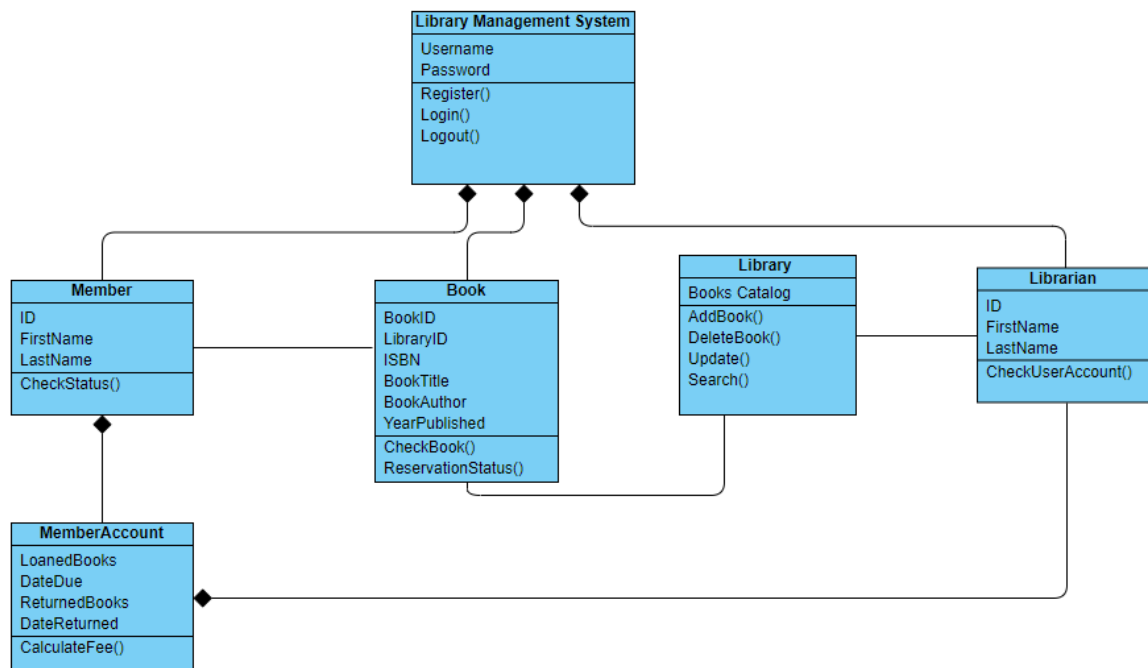 Library Management System
Username
Password
Register()
Login()
Logout()
Member
ID
FirstName
LastName
CheckStatus()
Book
BookID
LibraryID
ISBN
BookTitle
BookAuthor
YearPublished
CheckBook()
ReservationStatus()
Library
Books Catalog
AddBook()
DeleteBook()
Update()
Search()
Librarian
ID
FirstName
LastName
CheckUserAccount()
MemberAccount
LoanedBooks
DateDue
ReturnedBooks
DateReturned
CalculateFee()